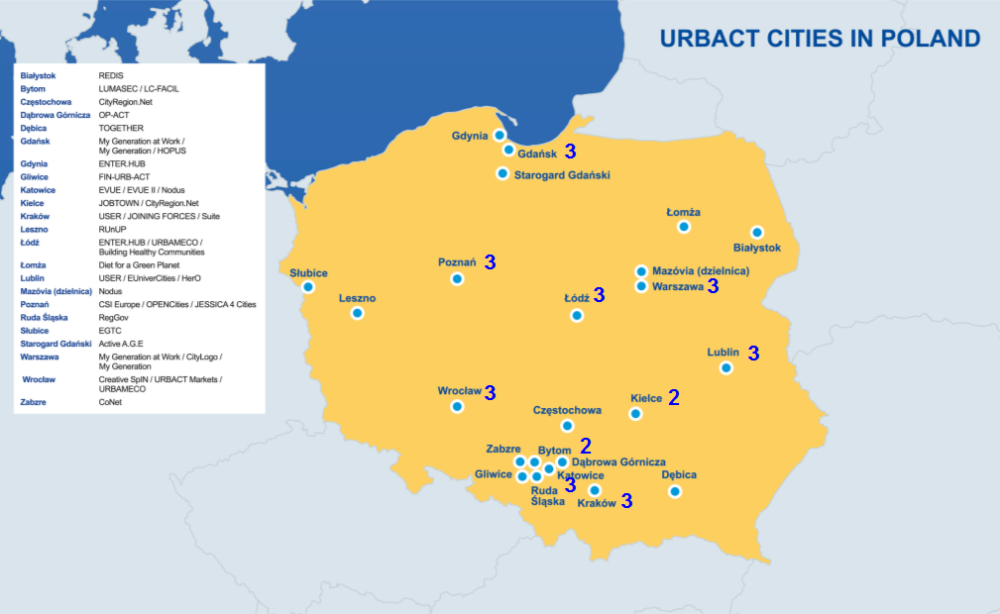 URBACT CITIES IN POLAND
Białystok REDIS
Bytom LUMASEC / LC-FACIL
Częstochowa CityRegion.Net
Dąbrowa Górnicza OP-ACT
Dębica TOGETHER
Gdańsk My Generation at Work /
My Generation / HOPUS
Gdynia ENTER.HUB
Gliwice FIN-URB-ACT
Katowice EVUE / EVUE II / Nodus
Kielce JOBTOWN / CityRegion.Net
Kraków USER / JOINING FORCES / Suite
Leszno RUnUP
Łódź ENTER.HUB / URBAMECO /
Building Healthy Communities
Łomża Diet for a Green Planet
Lublin USER / EUniverCities / HerO
Mazóvia (dzielnica) Nodus
Poznań CSI Europe / OPENCities / JESSICA 4 Cities
Ruda Śląska RegGov
Słubice EGTC
Starogard Gdański Active A.G.E
Warszawa My Generation at Work / CityLogo /
My Generation
Wrocław Creative SpIN / URBACT Markets /
URBAMECO
Zabzre CoNet
Gdynia
Gdańsk 3
Starogard Gdański
Łomża
Białystok
Poznań 3
Mazóvia (dzielnica)
Słubice
Warszawa 3
Leszno
Łódź 3
Lublin 3
Wrocław 3
Kielce 2
Częstochowa
Zabzre
Bytom 2
Dąbrowa Górnicza
Gliwice
Katowice 3
Dębica
Ruda
Śląska
Kraków 3